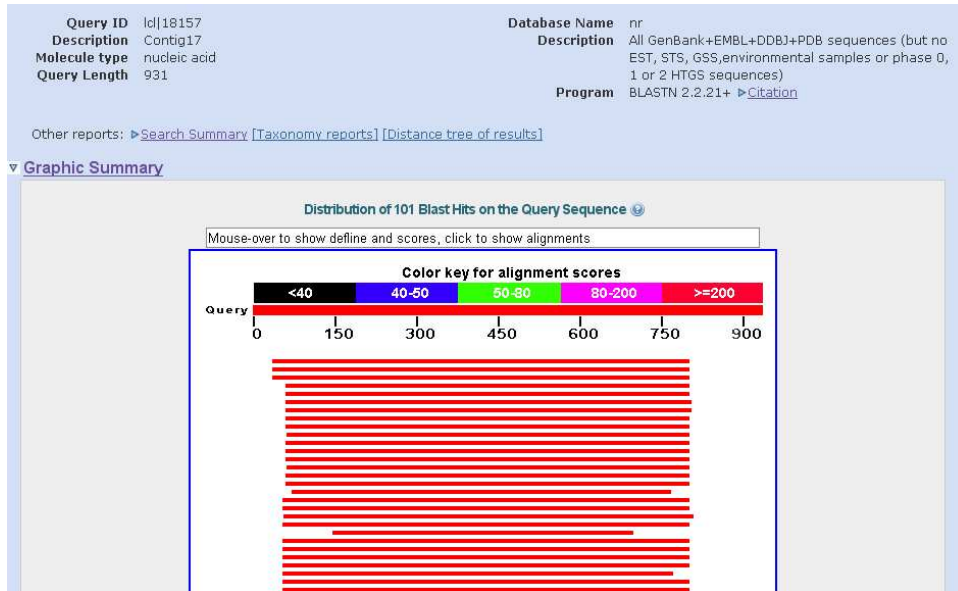 Query ID lcl|18157
Description Contig17
Molecule type nucleic acid
Query Length 931
Database Name nr
Description All GenBank+EMBL+DDBJ+PDB sequences (but no
EST, STS, GSS,environmental samples or phase 0,
1 or 2 HTGS sequences)
Program BLASTN 2.2.21+ Citation
Other reports: Search Summary [Taxonomy reports] [Distance tree of results]
Graphic Summary
Distribution of 101 Blast Hits on the Query Sequence
Mouse-over to show defline and scores, click to show alignments
Color key for alignment scores
<40 40-50 50-80 80-200 >=200
Query
0 150 300 450 600 750 900